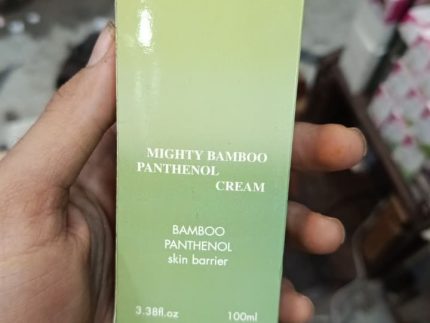 MIGHTY BAMBOO
PANTHENOL
CREAM
BAMBOO
PANTHENOL
skin barrier
3.38fl.oz 100ml